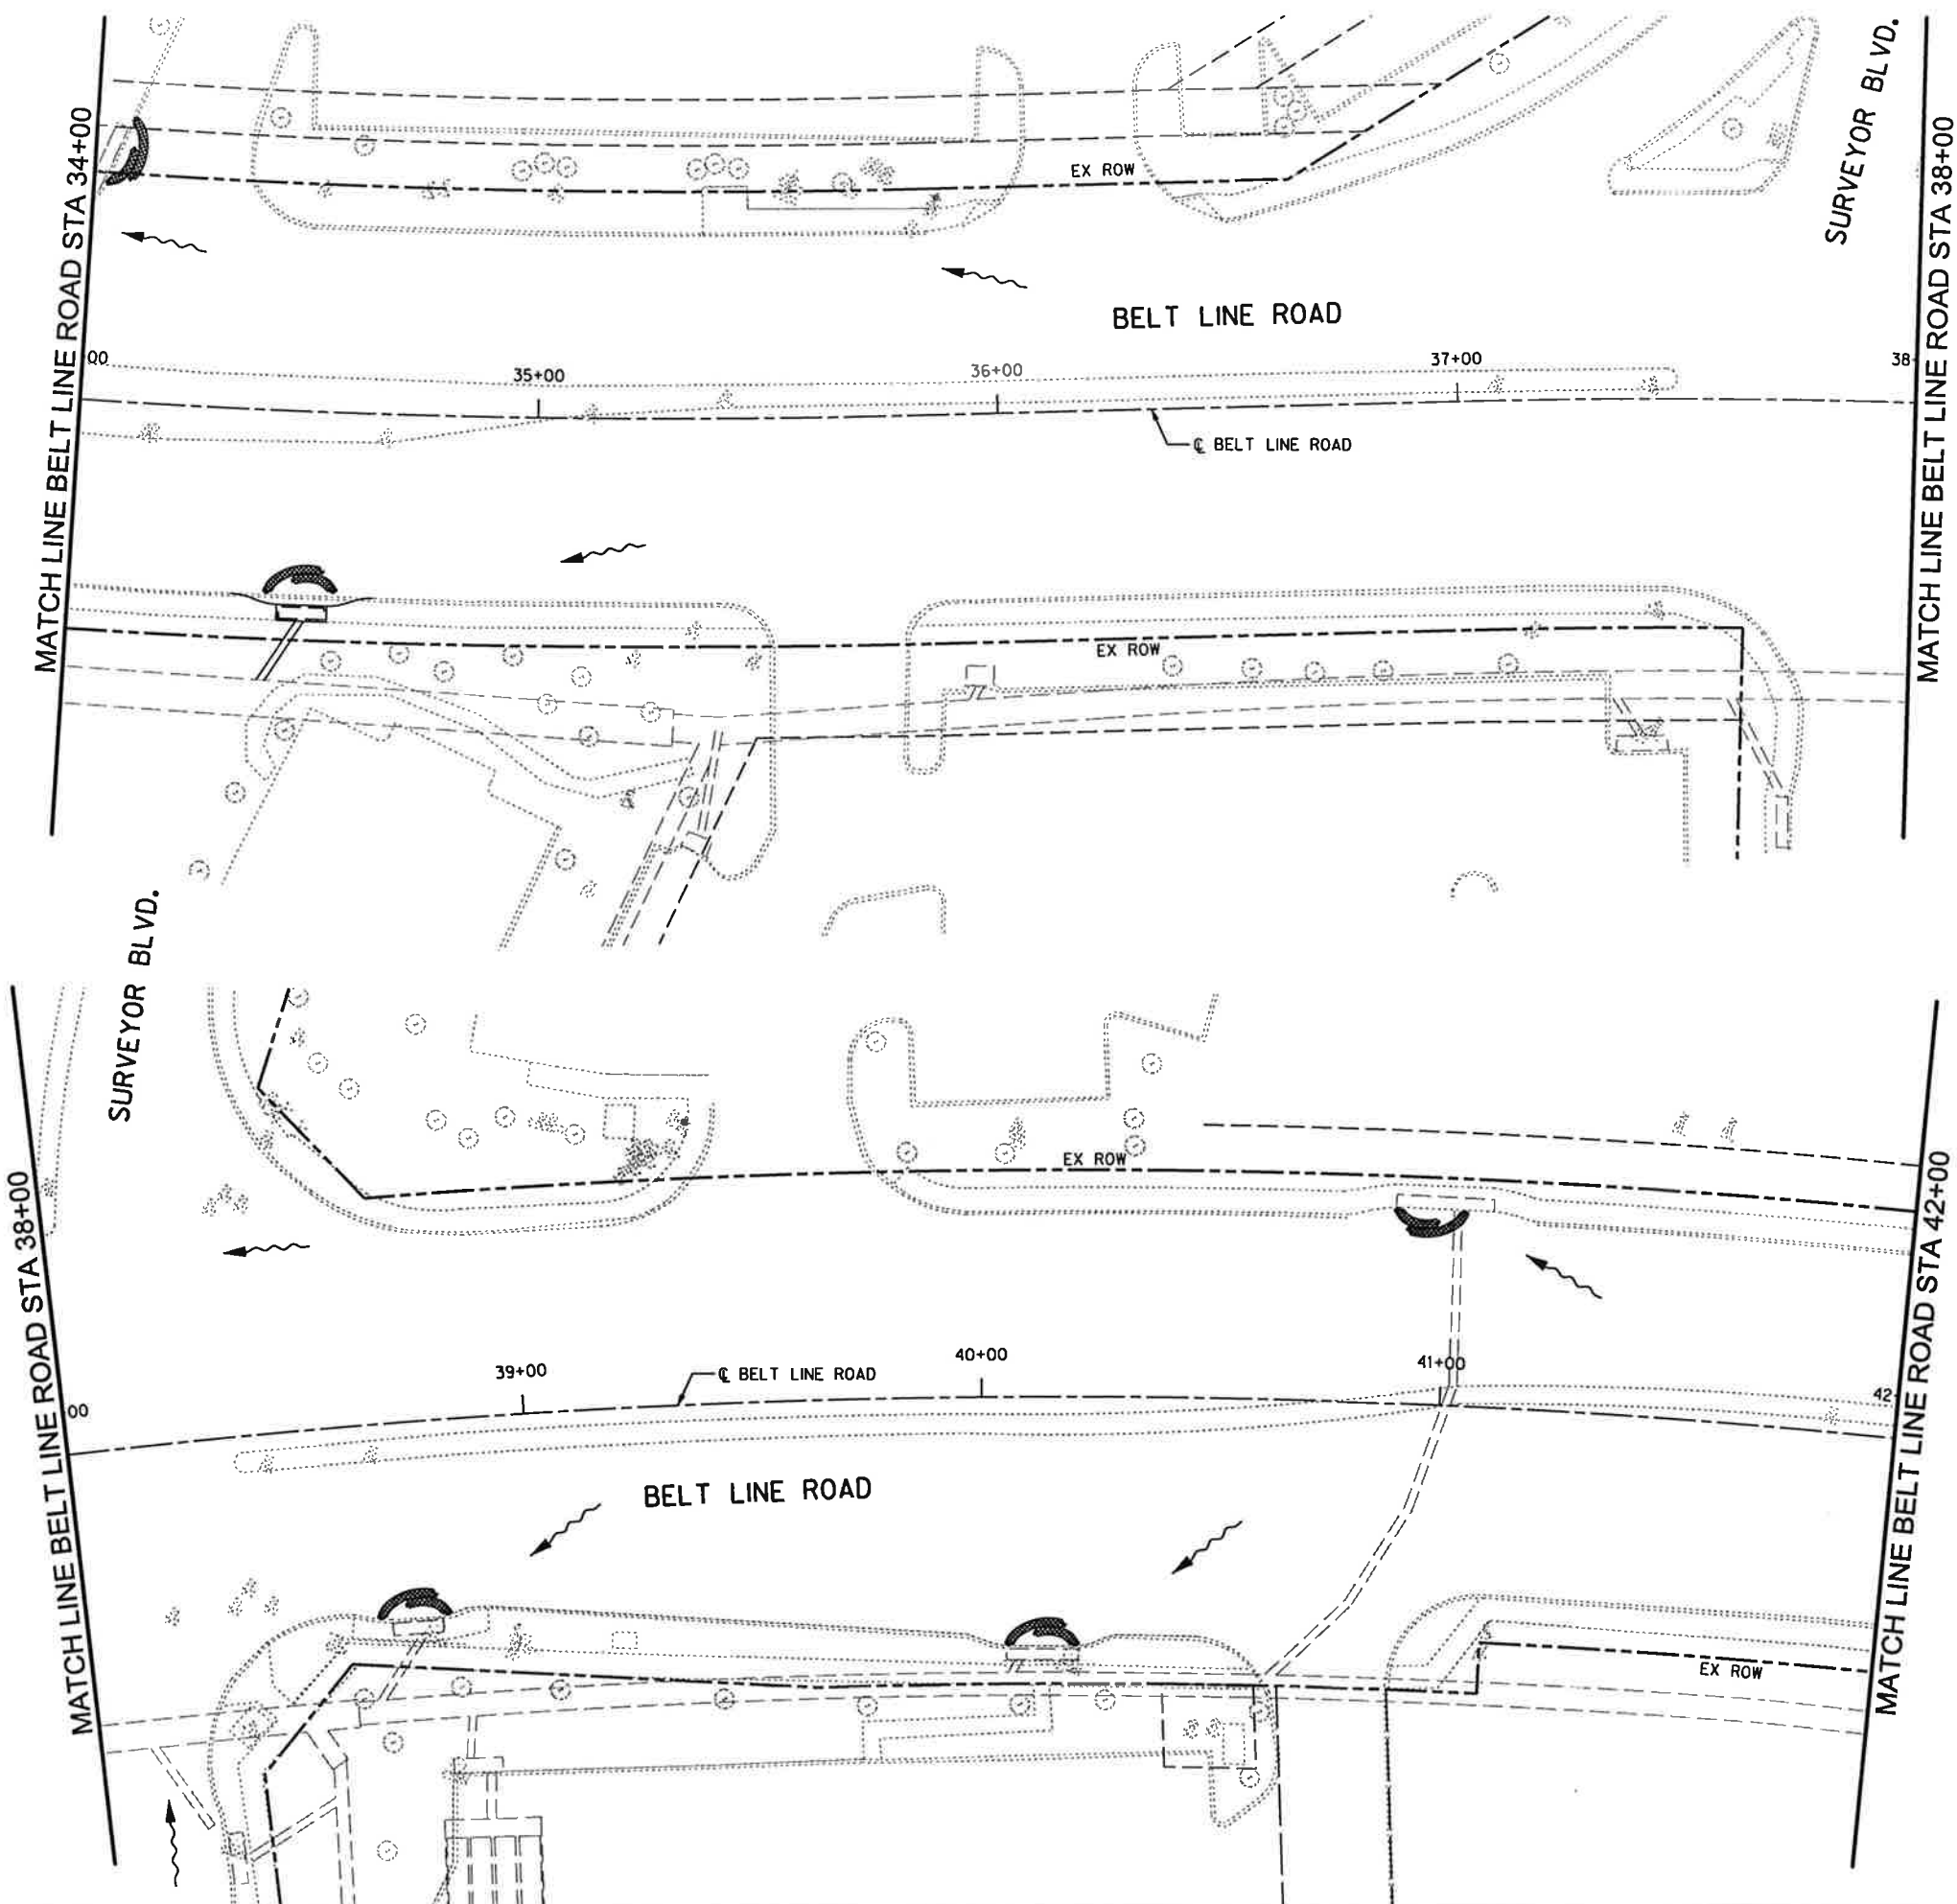 SURVEYOR BLVD.
MATCH LINE BELT LINE ROAD STA 34+00
EX ROW
MATCH LINE BELT LINE ROAD STA 38+00
BELT LINE ROAD
00
35+00
36+00
37+00
38
℄ BELT LINE ROAD
EX ROW
SURVEYOR BLVD.
MATCH LINE BELT LINE ROAD STA 38+00
EX ROW
MATCH LINE BELT LINE ROAD STA 42+00
00
39+00
℄ BELT LINE ROAD
40+00
41+00
42
BELT LINE ROAD
EX ROW